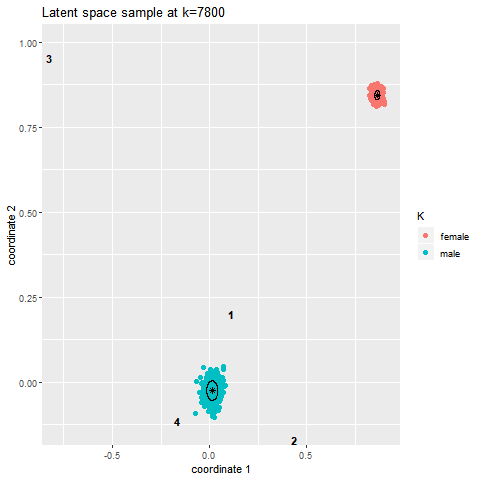 Latent space sample at k=7800
1.00
3
0.75
0.50
coordinate 2
K
female
male
0.25
1
0.00
4
2
-0.5
0.0
0.5
coordinate 1